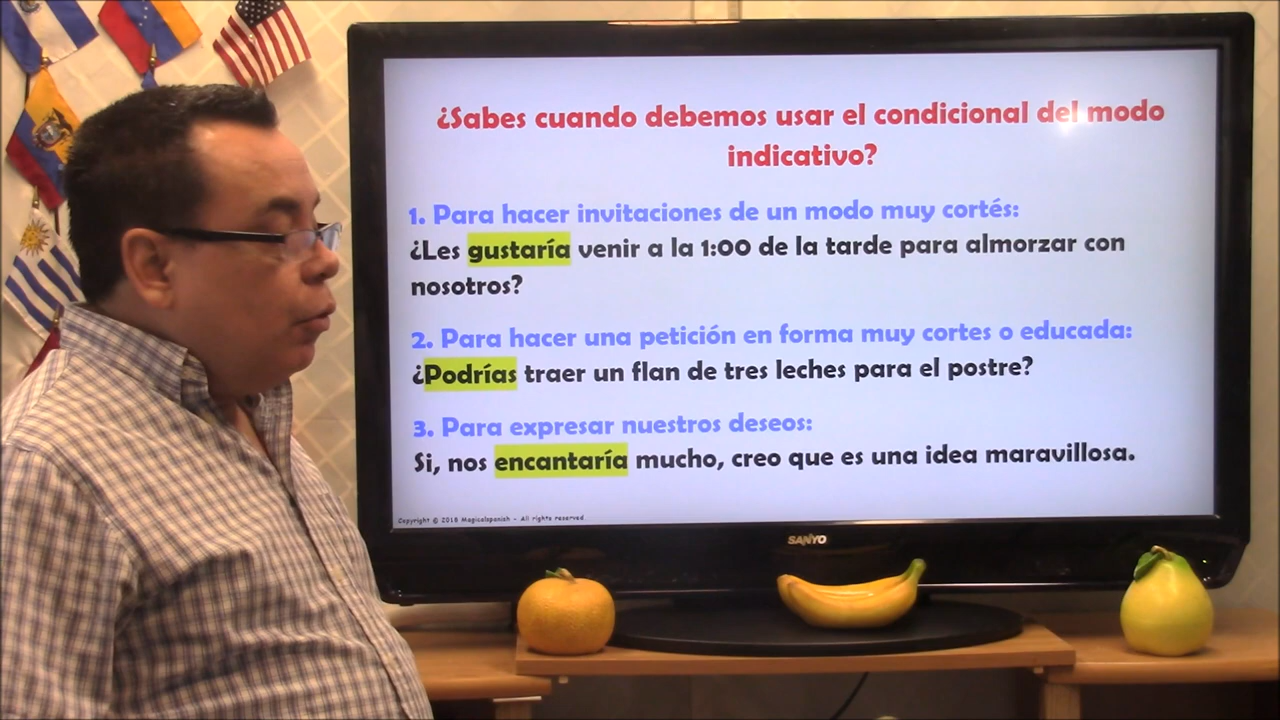 ¿Sabes cuando debemos usar el condicional del modo
indicativo?
1. Para hacer invitaciones de un modo muy cortés:
¿Les gustaría venir a la 1:00 de la tarde para almorzar con
nosotros?
2. Para hacer una petición en forma muy cortes o educada:
¿Podrías traer un flan de tres leches para el postre?
3. Para expresar nuestros deseos:
Si, nos encantaría mucho, creo que es una idea maravillosa.
Copyright © 2018 Magicalspanish - All rights reserved
SANYO